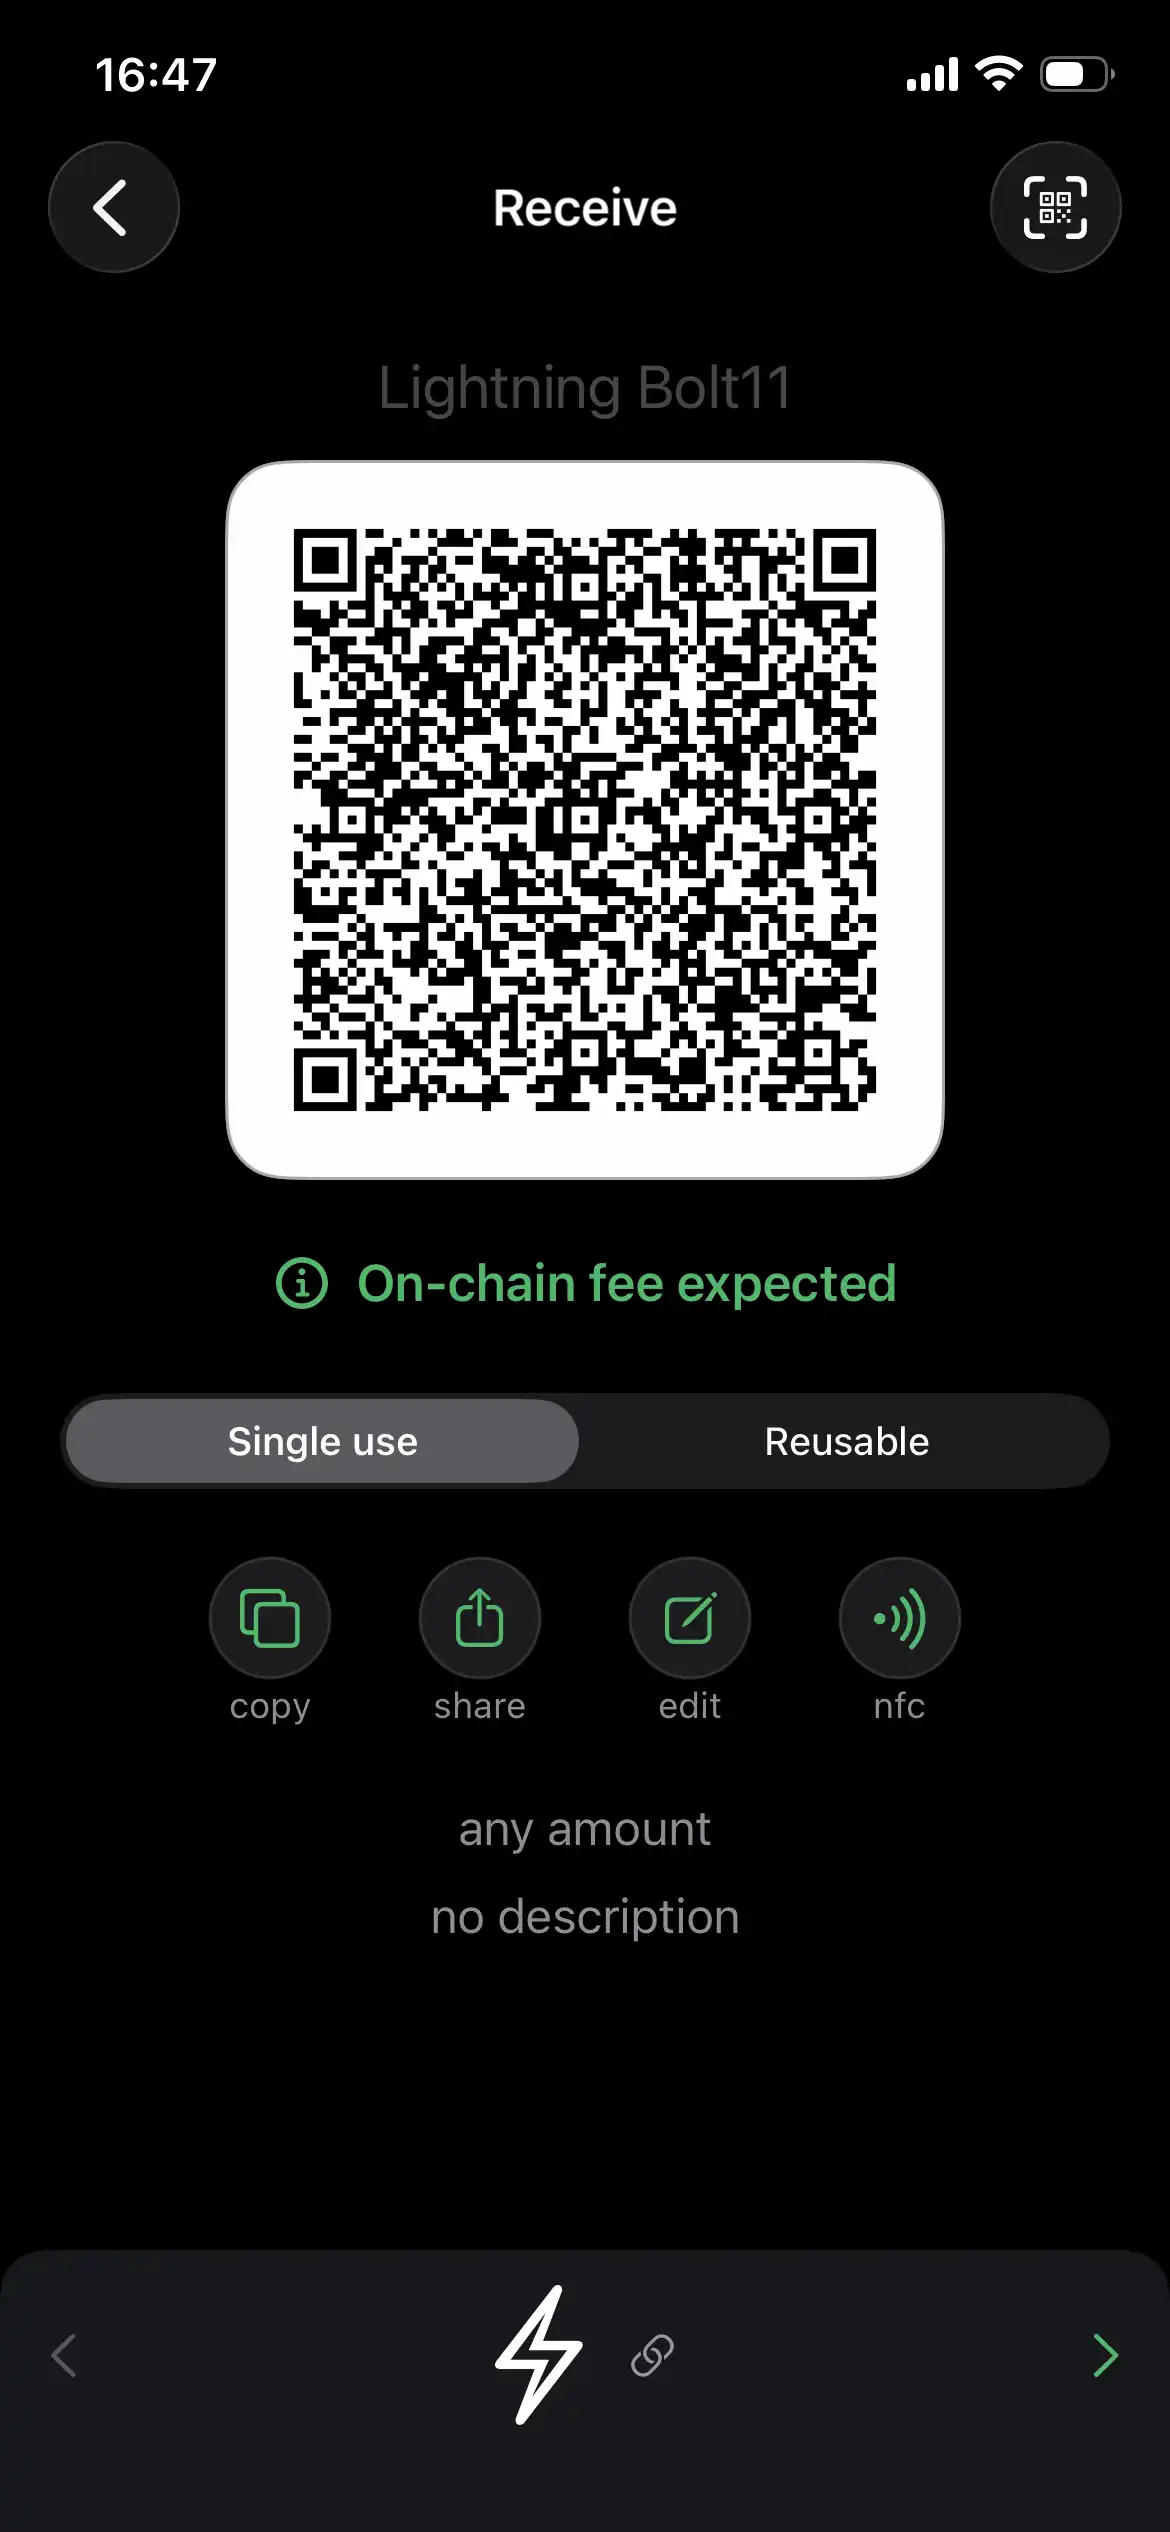 16:47
Receive
Lightning Bolt11
On-chain fee expected
Single use
Reusable
copy
share
edit
nfc
any amount
no description